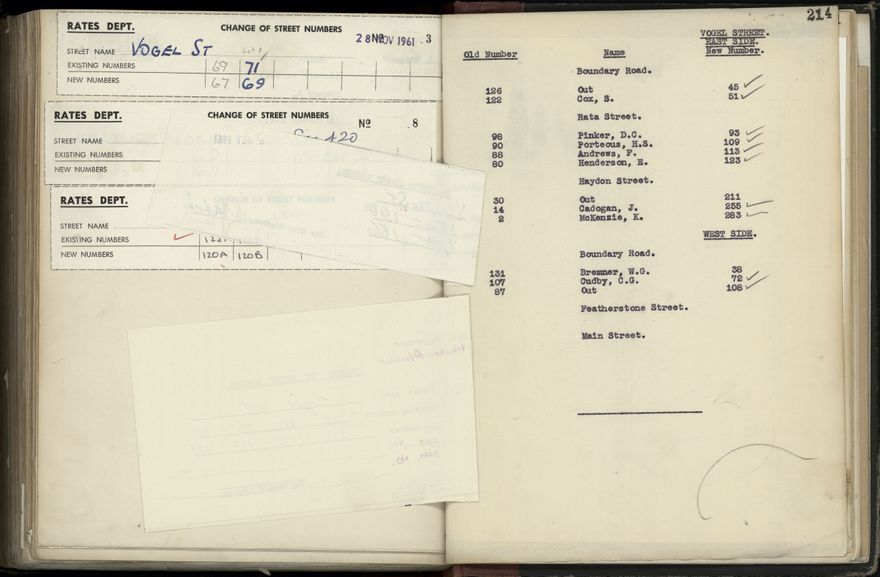 RATES DEPT. CHANGE OF STREET NUMBERS
28 NOV 1961 Nº 3
STREET NAME VOGEL ST Lot 1
EXISTING NUMBERS 69 71
NEW NUMBERS 67 69
RATES DEPT. CHANGE OF STREET NUMBERS
Nº 8
STREET NAME
EXISTING NUMBERS
NEW NUMBERS
RATES DEPT.
STREET NAME
EXISTING NUMBERS
NEW NUMBERS 120A 120B
214
VOGEL STREET.
EAST SIDE.
Old Number Name New Number.
Boundary Road.
126 Out 45
122 Cox, S. 51
Rata Street.
98 Pinker, D.C. 93
90 Porteous, H.S. 109
88 Andrews, F. 113
80 Henderson, E. 123
Haydon Street.
30 Out 211
14 Cadogan, J. 255
2 McKenzie, K. 283
WEST SIDE.
Boundary Road.
131 Bremner, W.G. 38
107 Cudby, C.G. 72
87 Out 108
Featherstone Street.
Main Street.